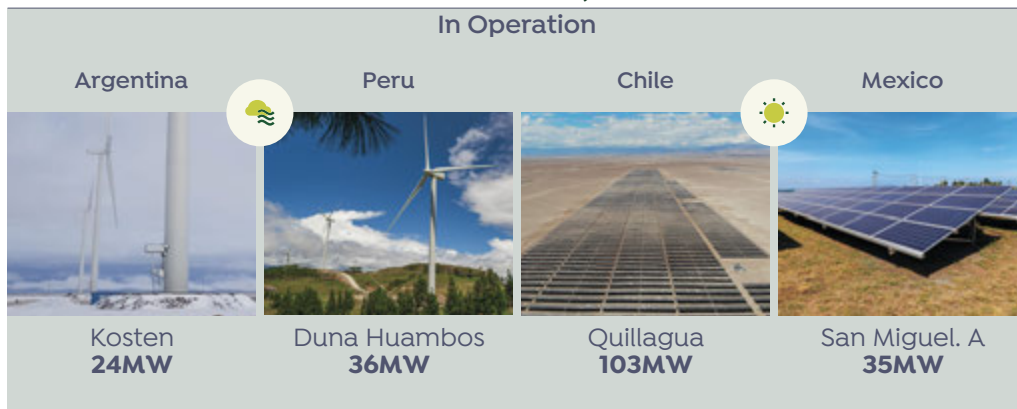 In Operation
Argentina
Peru
Chile
Mexico
Kosten
24MW
Duna Huambos
36MW
Quillagua
103MW
San Miguel. A
35MW